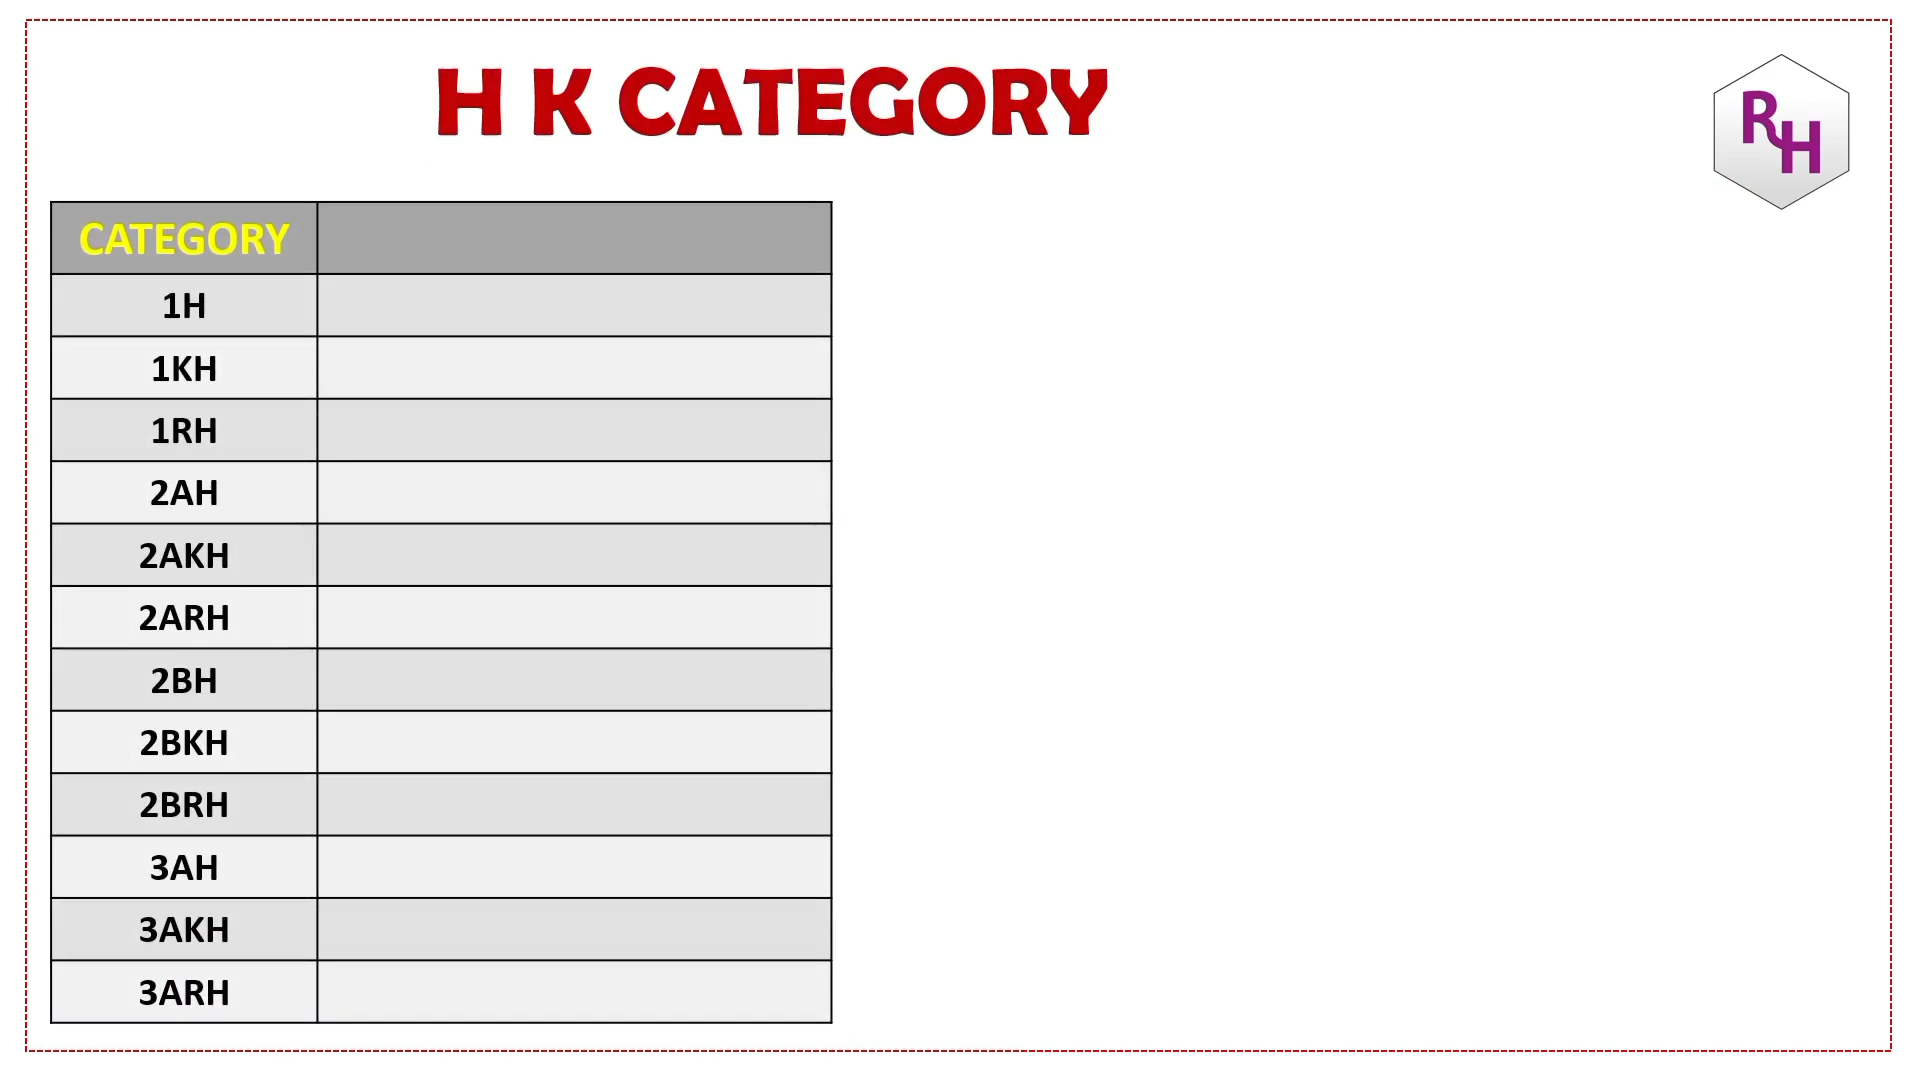 H K CATEGORY
RH
CATEGORY
1H
1KH
1RH
2AH
2AKH
2ARH
2BH
2BKH
2BRH
3AH
3AKH
3ARH